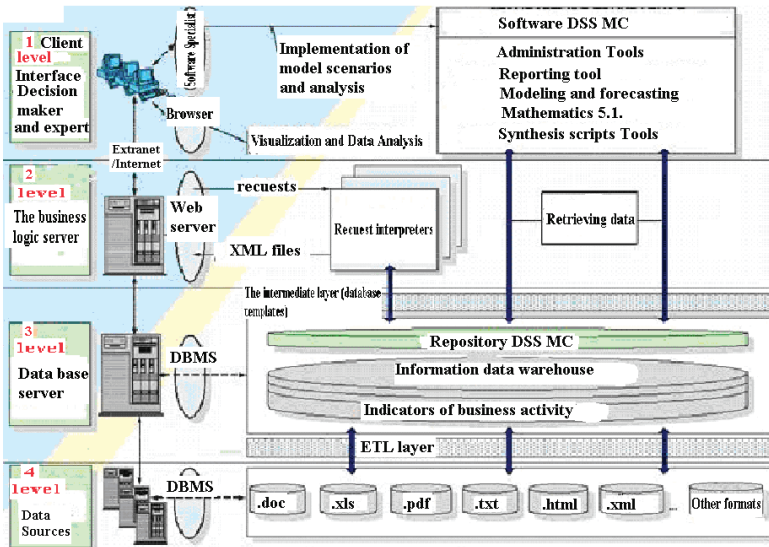 1 Client
level
Interface
Decision
maker
and expert
(Software Specialist)
Browser
Extranet
/Internet
Implementation of
model scenarios
and analysis
Visualization and Data Analysis
Software DSS MC
Administration Tools
Reporting tool
Modeling and forecasting
Mathematics 5.1.
Synthesis scripts Tools
2
level
The business
logic server
Web
server
recuests
XML files
Recuest interpreters
Retrieving data
The intermediate layer (database
templates)
3
level
Data base
server
DBMS
Repository DSS MC
Information data warehouse
Indicators of business activity
ETL layer
4
level
Data
Sources
DBMS
.doc
.xls
.pdf
.txt
.html
.xml
...
Other formats